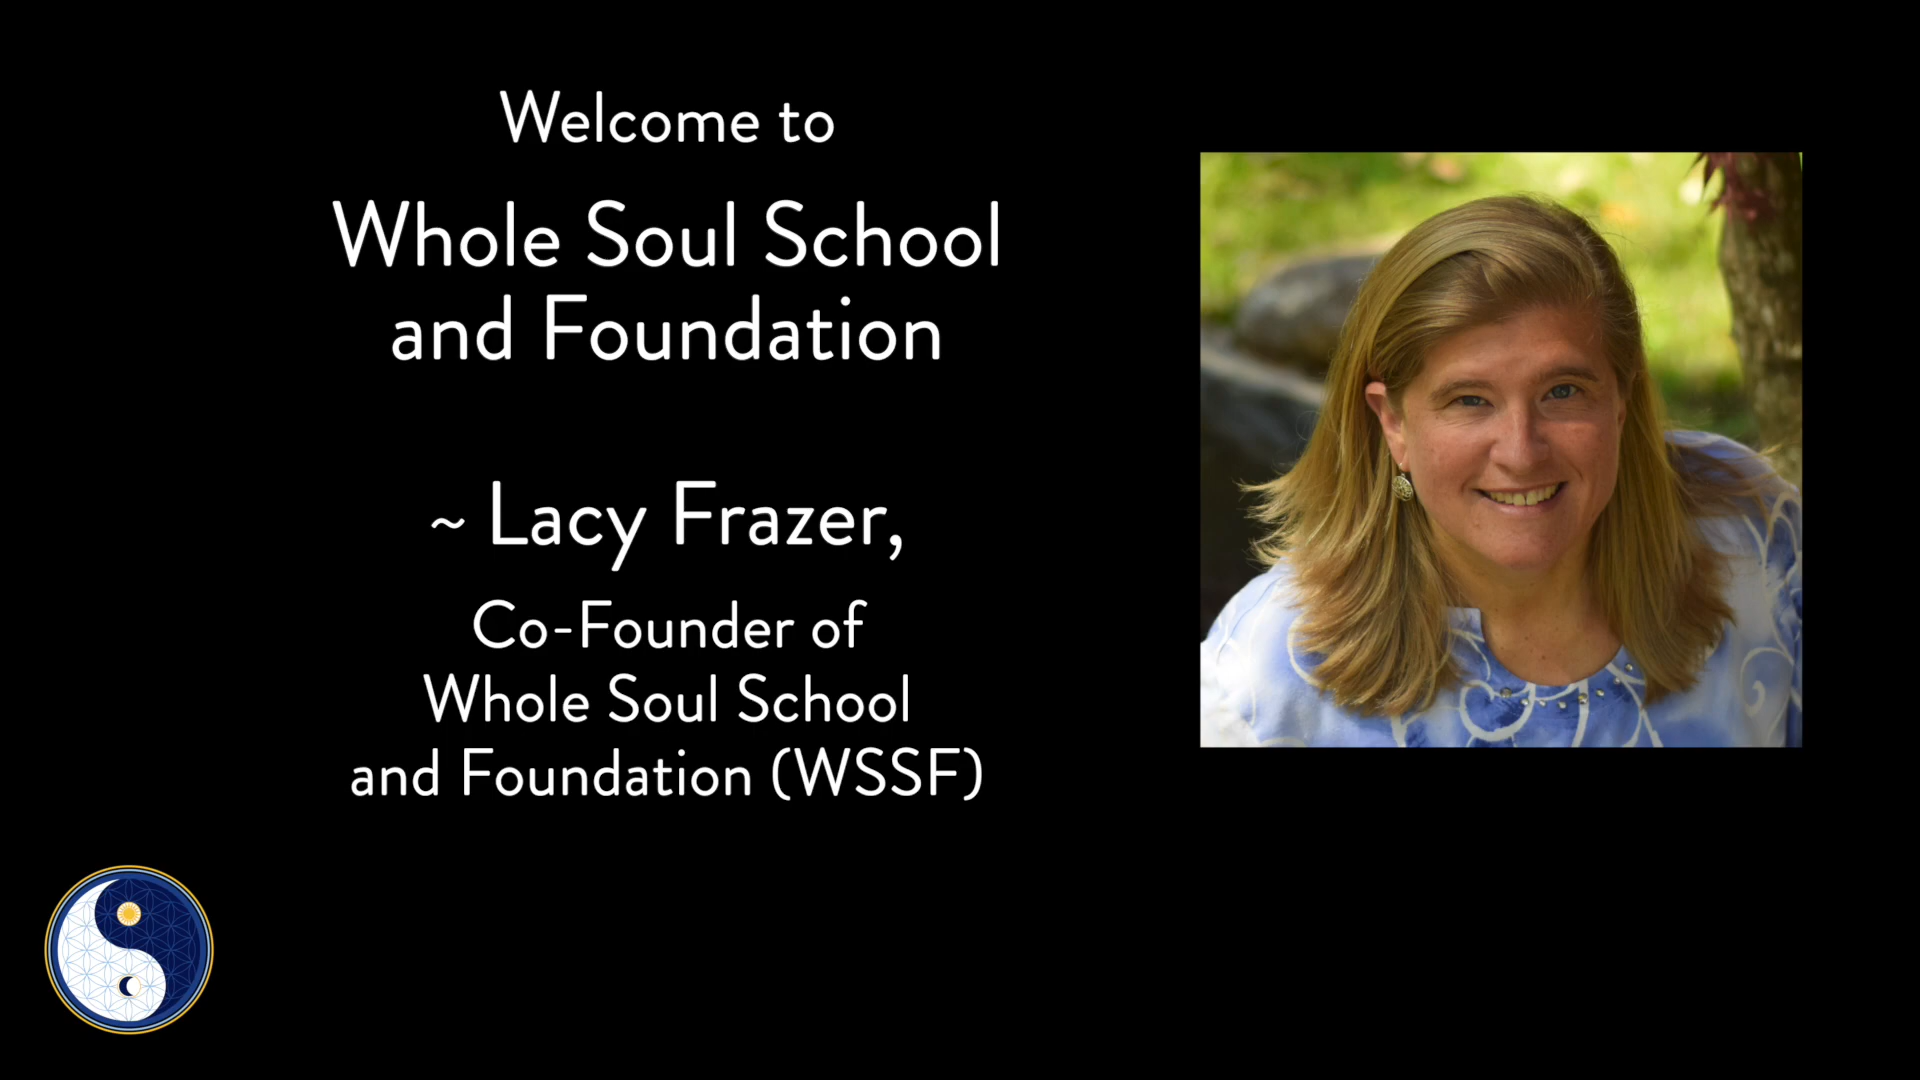 Welcome to
Whole Soul School
and Foundation
~ Lacy Frazer,
Co-Founder of
Whole Soul School
and Foundation (WSSF)